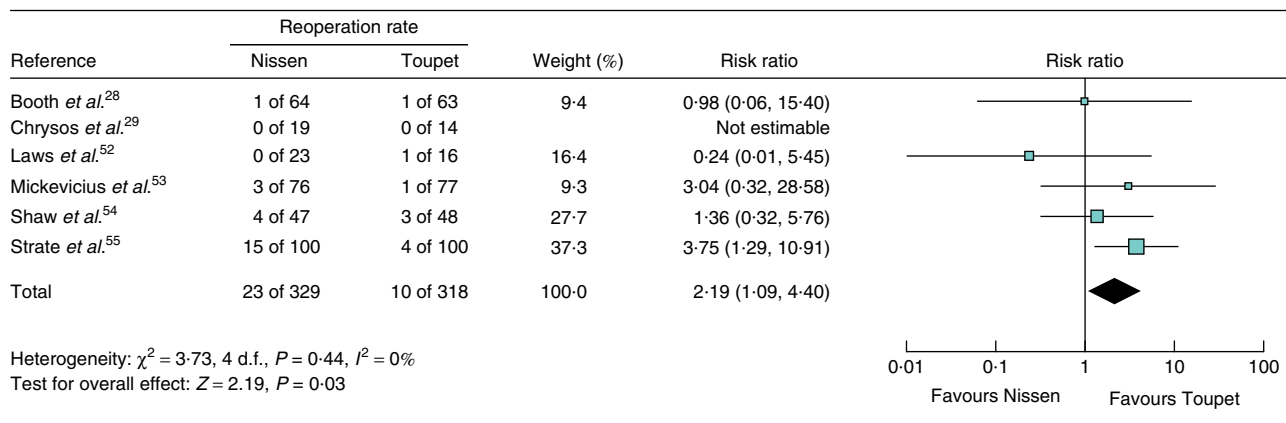 Reoperation rate
Reference Nissen Toupet Weight (%) Risk ratio Risk ratio
Booth et al.28 1 of 64 1 of 63 9·4 0·98 (0·06, 15·40)
Chrysos et al.29 0 of 19 0 of 14 Not estimable
Laws et al.52 0 of 23 1 of 16 16·4 0·24 (0·01, 5·45)
Mickevicius et al.53 3 of 76 1 of 77 9·3 3·04 (0·32, 28·58)
Shaw et al.54 4 of 47 3 of 48 27·7 1·36 (0·32, 5·76)
Strate et al.55 15 of 100 4 of 100 37·3 3·75 (1·29, 10·91)
Total 23 of 329 10 of 318 100·0 2·19 (1·09, 4·40)
Heterogeneity: χ2 = 3·73, 4 d.f., P = 0·44, I2 = 0%
Test for overall effect: Z = 2.19, P = 0·03
0·01 0·1 1 10 100
Favours Nissen Favours Toupet